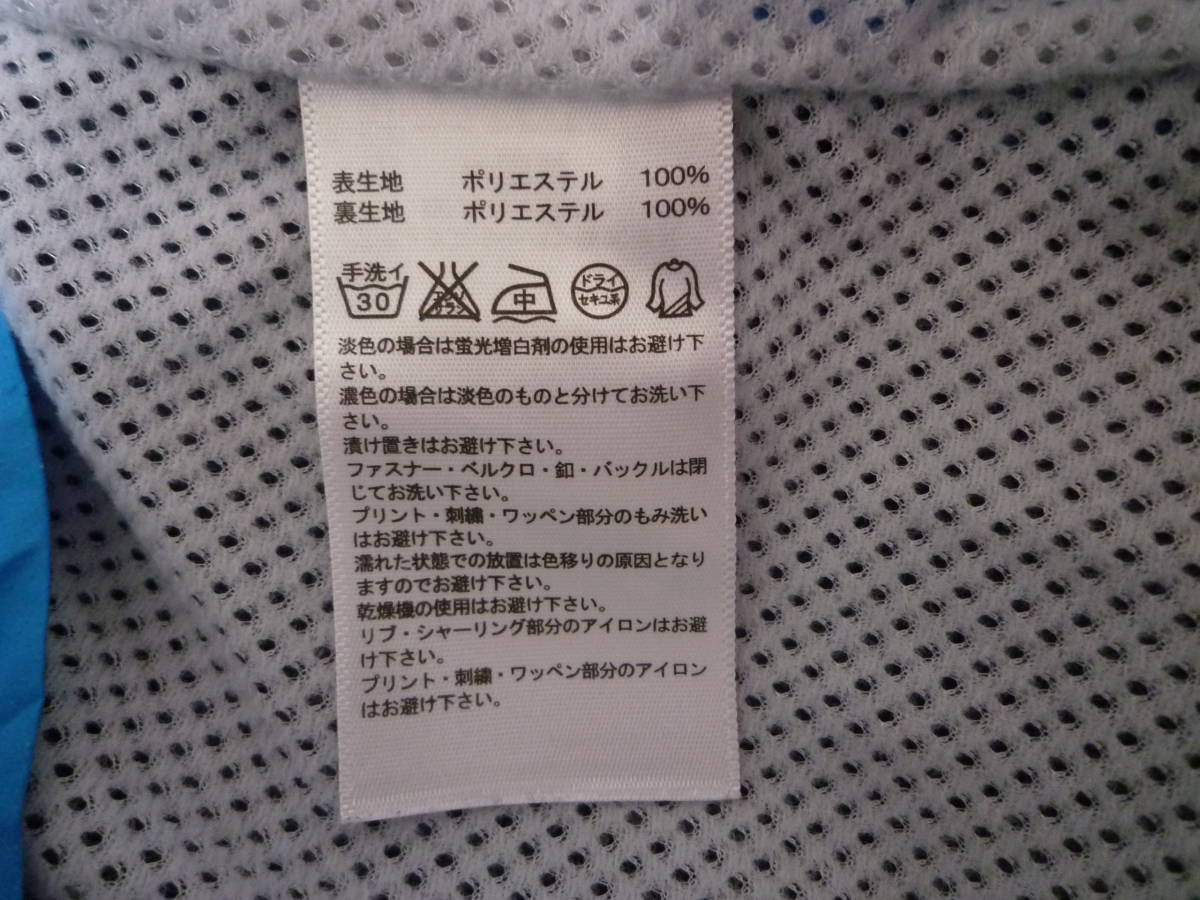 表生地 ポリエステル 100%
裏生地 ポリエステル 100%
手洗イ 30 中 ドライ セキユ系
淡色の場合は蛍光増白剤の使用はお避け下
さい。
濃色の場合は淡色のものと分けてお洗い下
さい。
漬け置きはお避け下さい。
ファスナー・ベルクロ・釦・バックルは閉
じてお洗い下さい。
プリント・刺繍・ワッペン部分のもみ洗い
はお避け下さい。
濡れた状態での放置は色移りの原因となり
ますのでお避け下さい。
乾燥機の使用はお避け下さい。
リブ・シャーリング部分のアイロンはお避
け下さい。
プリント・刺繍・ワッペン部分のアイロン
はお避け下さい。